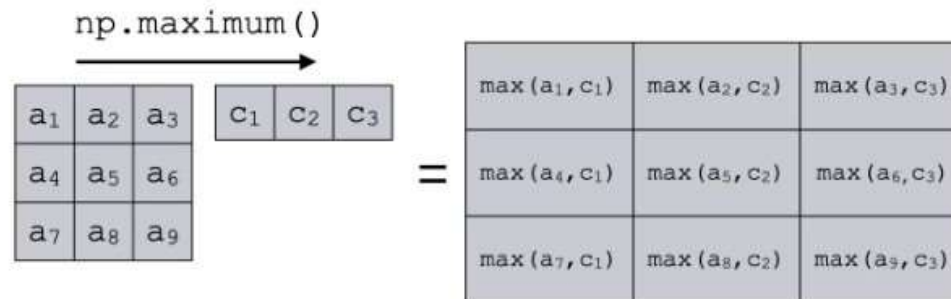 np.maximum()
a₁ a₂ a₃ c₁ c₂ c₃
a₄ a₅ a₆
a₇ a₈ a₉
=
max(a₁,c₁) max(a₂,c₂) max(a₃,c₃)
max(a₄,c₁) max(a₅,c₂) max(a₆,c₃)
max(a₇,c₁) max(a₈,c₂) max(a₉,c₃)